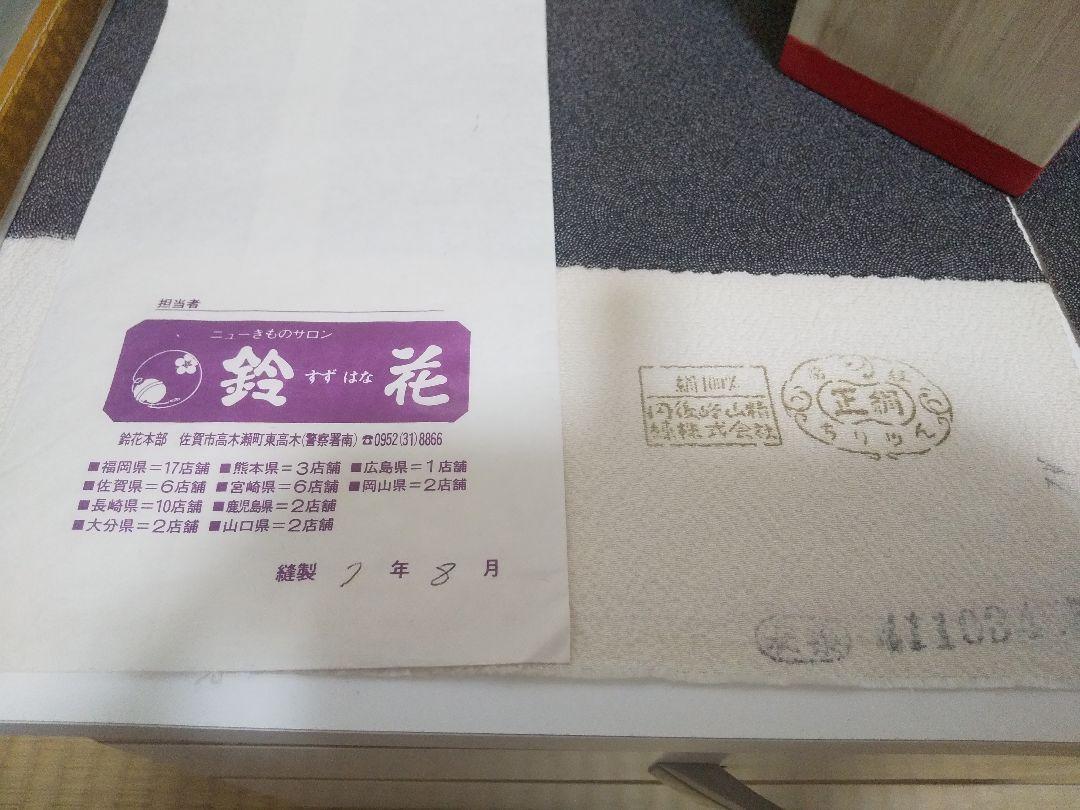 担当者
ニューきものサロン
鈴 すず はな 花
鈴花本部 佐賀市高木瀬町東高木(警察署南)☎0952(31)8866
■福岡県=17店舗 ■熊本県=3店舗 ■広島県=1店舗
■佐賀県=6店舗 ■宮崎県=6店舗 ■岡山県=2店舗
■長崎県=10店舗 ■鹿児島県=2店舗
■大分県=2店舗 ■山口県=2店舗
縫製 7 年 8 月
絹100%
株式会社
正絹
ちりめん
411034